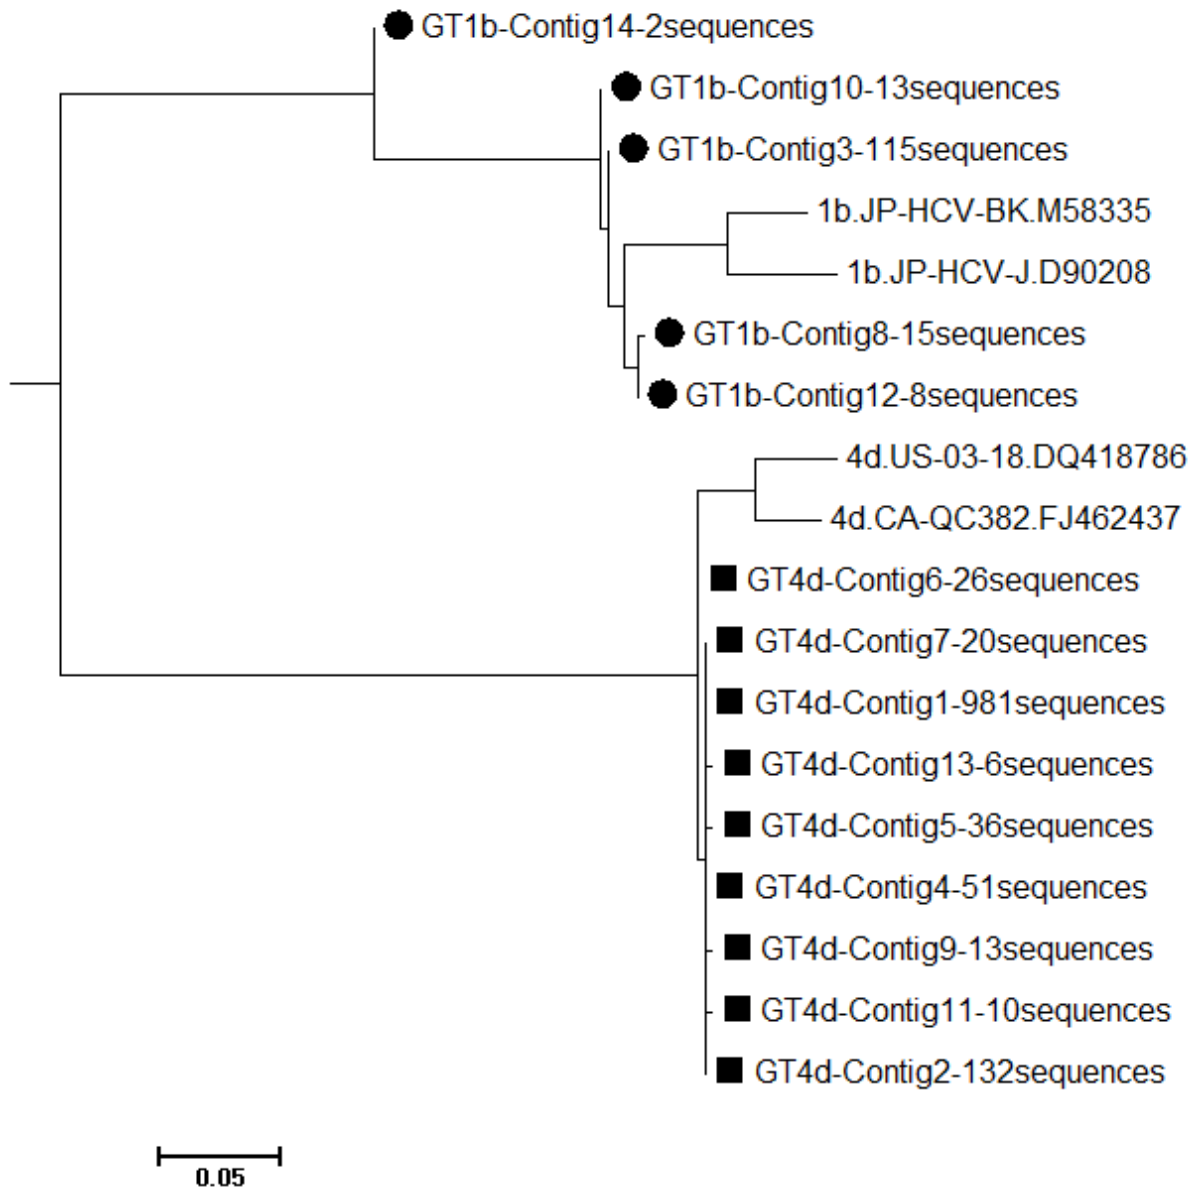 GT1b-Contig14-2sequences
GT1b-Contig10-13sequences
GT1b-Contig3-115sequences
1b.JP-HCV-BK.M58335
1b.JP-HCV-J.D90208
GT1b-Contig8-15sequences
GT1b-Contig12-8sequences
4d.US-03-18.DQ418786
4d.CA-QC382.FJ462437
GT4d-Contig6-26sequences
GT4d-Contig7-20sequences
GT4d-Contig1-981sequences
GT4d-Contig13-6sequences
GT4d-Contig5-36sequences
GT4d-Contig4-51sequences
GT4d-Contig9-13sequences
GT4d-Contig11-10sequences
GT4d-Contig2-132sequences
0.05